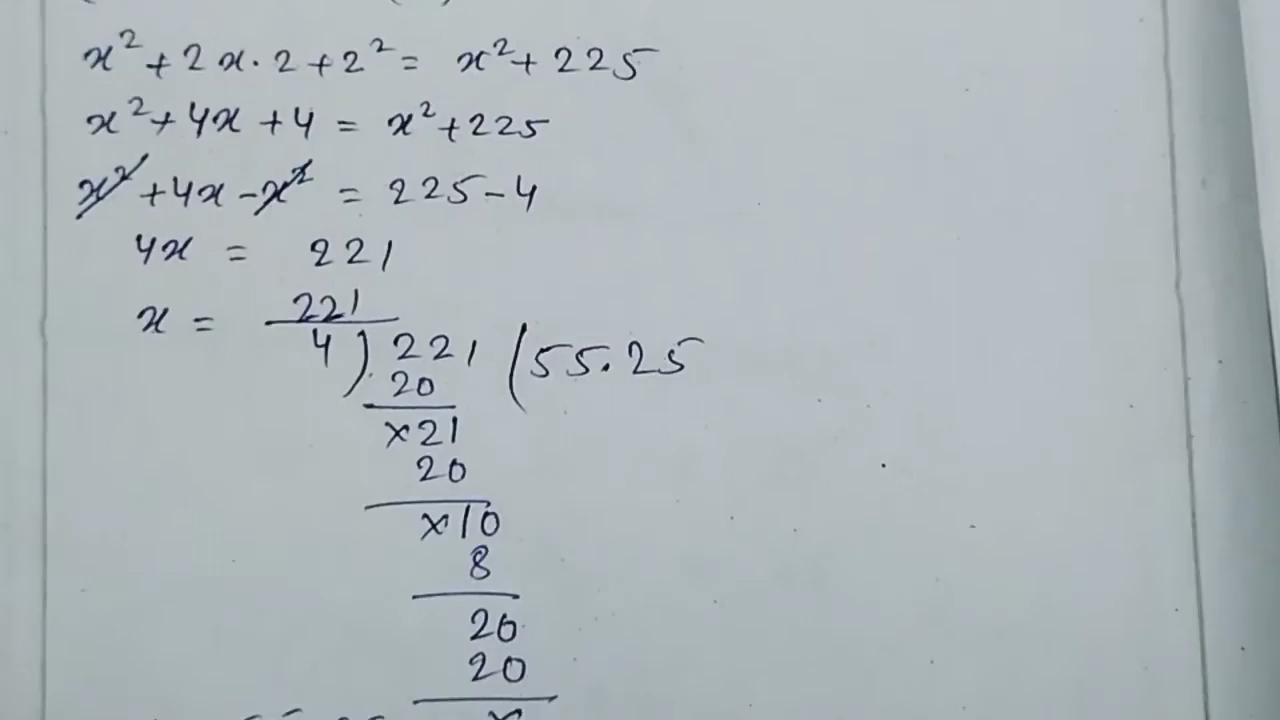 x² + 2x · 2 + 2² = x² + 225
x² + 4x + 4 = x² + 225
x² + 4x - x² = 225 - 4
4x = 221
x = 221
4 ) 221 ( 55.25
20
x21
20
x10
8
20
20
x